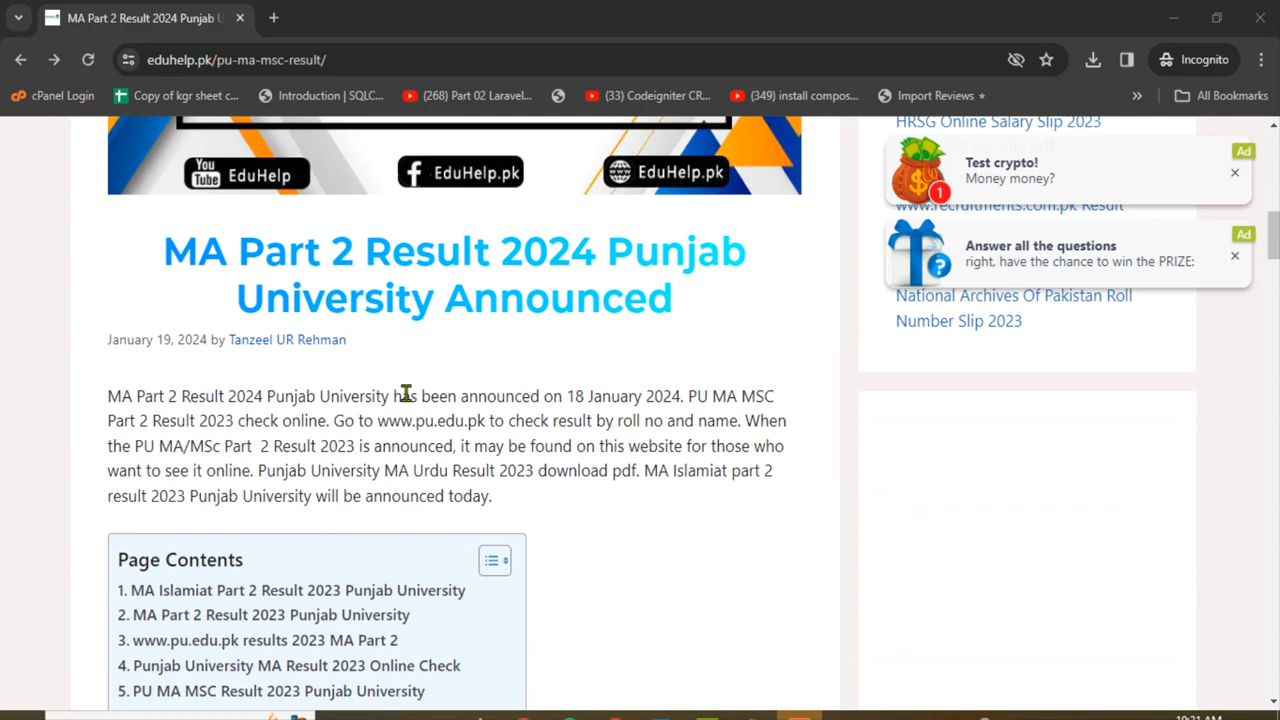 MA Part 2 Result 2024 Punjab U
eduhelp.pk/pu-ma-msc-result/
Incognito
cPanel Login
Copy of kgr sheet c...
Introduction | SQLC...
(268) Part 02 Laravel...
(33) Codeigniter CR...
(349) install compos...
Import Reviews
All Bookmarks
You Tube EduHelp
EduHelp.pk
EduHelp.pk
HRSG Online Salary Slip 2023
Test crypto!
Money money?
Ad
1
www.recruitments.com.pk Result
Answer all the questions
right, have the chance to win the PRIZE:
Ad
National Archives Of Pakistan Roll
Number Slip 2023
MA Part 2 Result 2024 Punjab
University Announced
January 19, 2024 by Tanzeel UR Rehman
MA Part 2 Result 2024 Punjab University has been announced on 18 January 2024. PU MA MSC
Part 2 Result 2023 check online. Go to www.pu.edu.pk to check result by roll no and name. When
the PU MA/MSc Part 2 Result 2023 is announced, it may be found on this website for those who
want to see it online. Punjab University MA Urdu Result 2023 download pdf. MA Islamiat part 2
result 2023 Punjab University will be announced today.
Page Contents
1. MA Islamiat Part 2 Result 2023 Punjab University
2. MA Part 2 Result 2023 Punjab University
3. www.pu.edu.pk results 2023 MA Part 2
4. Punjab University MA Result 2023 Online Check
5. PU MA MSC Result 2023 Punjab University